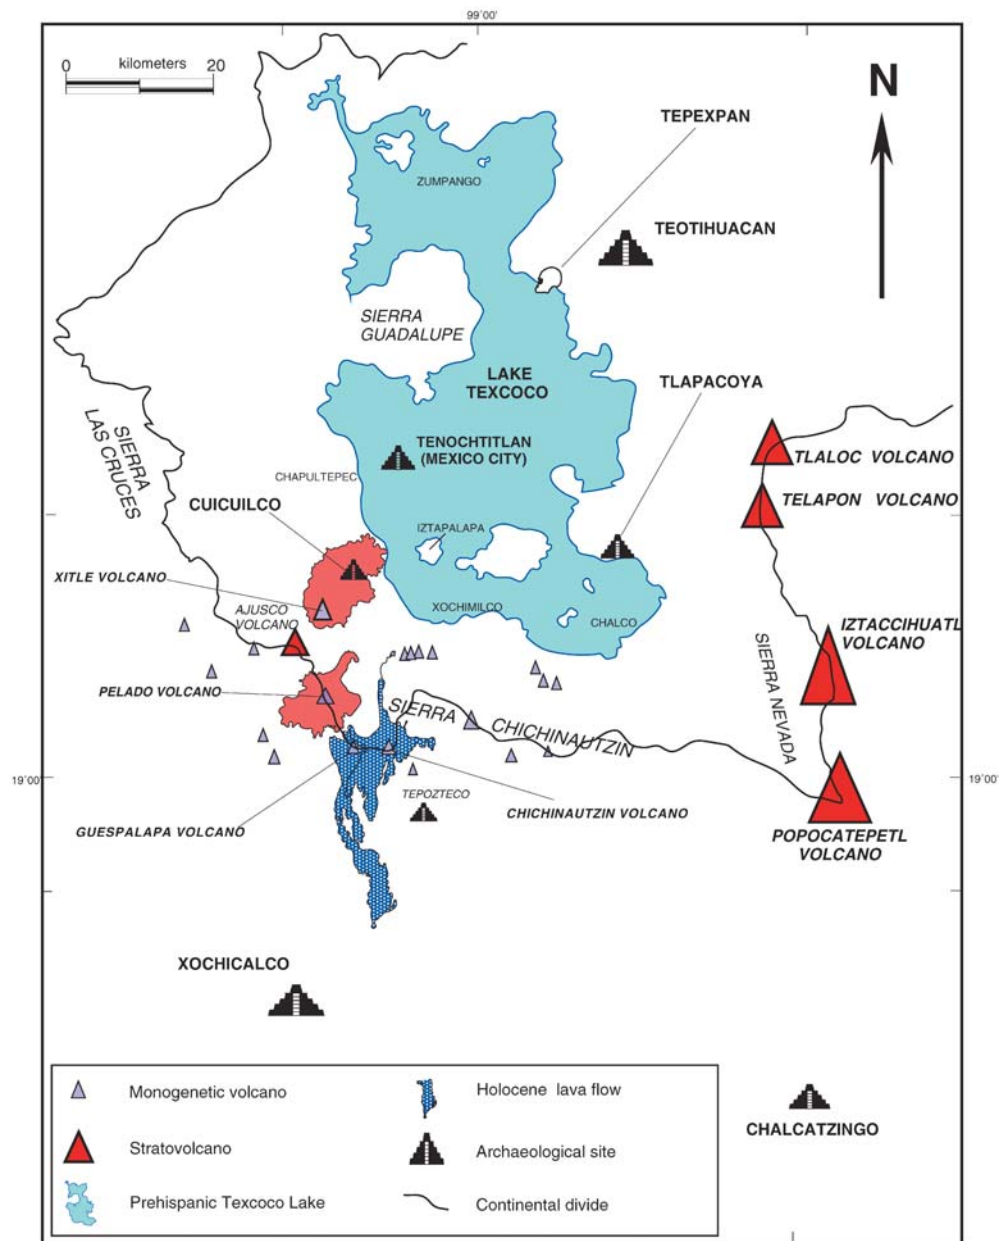 99˚00'
0 kilometers 20
N
TEPEXPAN
ZUMPANGO
TEOTIHUACAN
SIERRA
GUADALUPE
LAKE
TEXCOCO
TLAPACOYA
SIERRA
LAS CRUCES
TENOCHTITLAN
(MEXICO CITY)
TLALOC VOLCANO
CHAPULTEPEC
TELAPON VOLCANO
CUICUILCO
IZTAPALAPA
XITLE VOLCANO
AJUSCO
VOLCANO
XOCHIMILCO
CHALCO
IZTACCIHUATL
VOLCANO
PELADO VOLCANO
SIERRA CHICHINAUTZIN
SIERRA NEVADA
19˚00'
19˚00'
TEPOZTECO
GUESPALAPA VOLCANO
CHICHINAUTZIN VOLCANO
POPOCATEPETL
VOLCANO
XOCHICALCO
CHALCATZINGO
Monogenetic volcano
Holocene lava flow
Stratovolcano
Archaeological site
Prehispanic Texcoco Lake
Continental divide